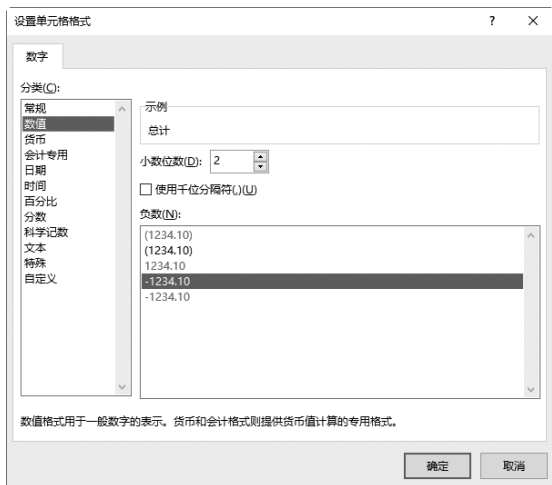 设置单元格格式 ? ×
数字
分类(C):
常规
数值
货币
会计专用
日期
时间
百分比
分数
科学记数
文本
特殊
自定义
示例
总计
小数位数(D): 2
使用千位分隔符(,)(U)
负数(N):
(1234.10)
(1234.10)
1234.10
-1234.10
-1234.10
数值格式用于一般数字的表示。货币和会计格式则提供货币值计算的专用格式。
确定 取消